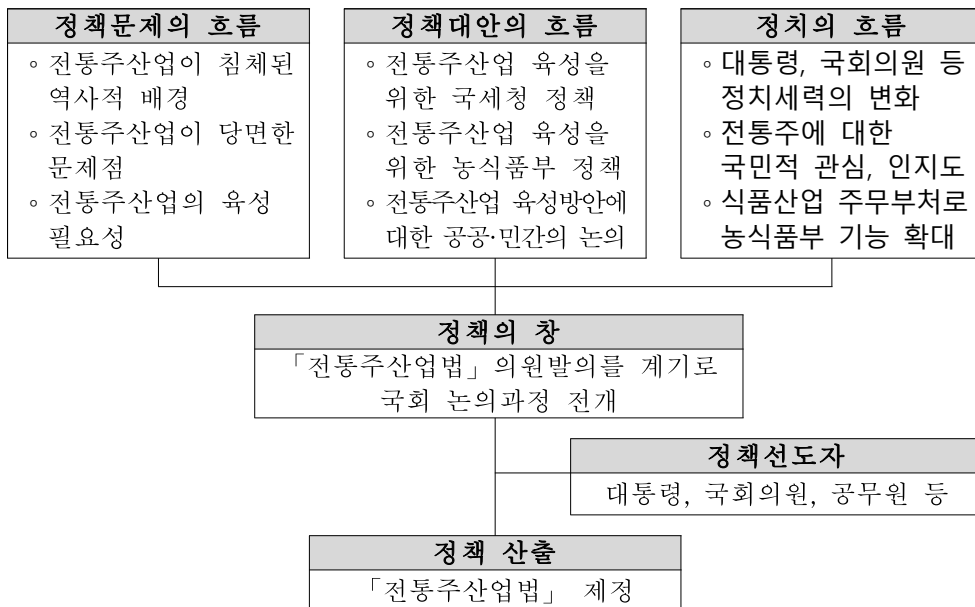 정책문제의 흐름
◦ 전통주산업이 침체된
역사적 배경
◦ 전통주산업이 당면한
문제점
◦ 전통주산업의 육성
필요성
정책대안의 흐름
◦ 전통주산업 육성을
위한 국세청 정책
◦ 전통주산업 육성을
위한 농식품부 정책
◦ 전통주산업 육성방안에
대한 공공·민간의 논의
정치의 흐름
◦ 대통령, 국회의원 등
정치세력의 변화
◦ 전통주에 대한
국민적 관심, 인지도
◦ 식품산업 주무부처로
농식품부 기능 확대
정책의 창
「전통주산업법」의원발의를 계기로
국회 논의과정 전개
정책선도자
대통령, 국회의원, 공무원 등
정책 산출
「전통주산업법」 제정